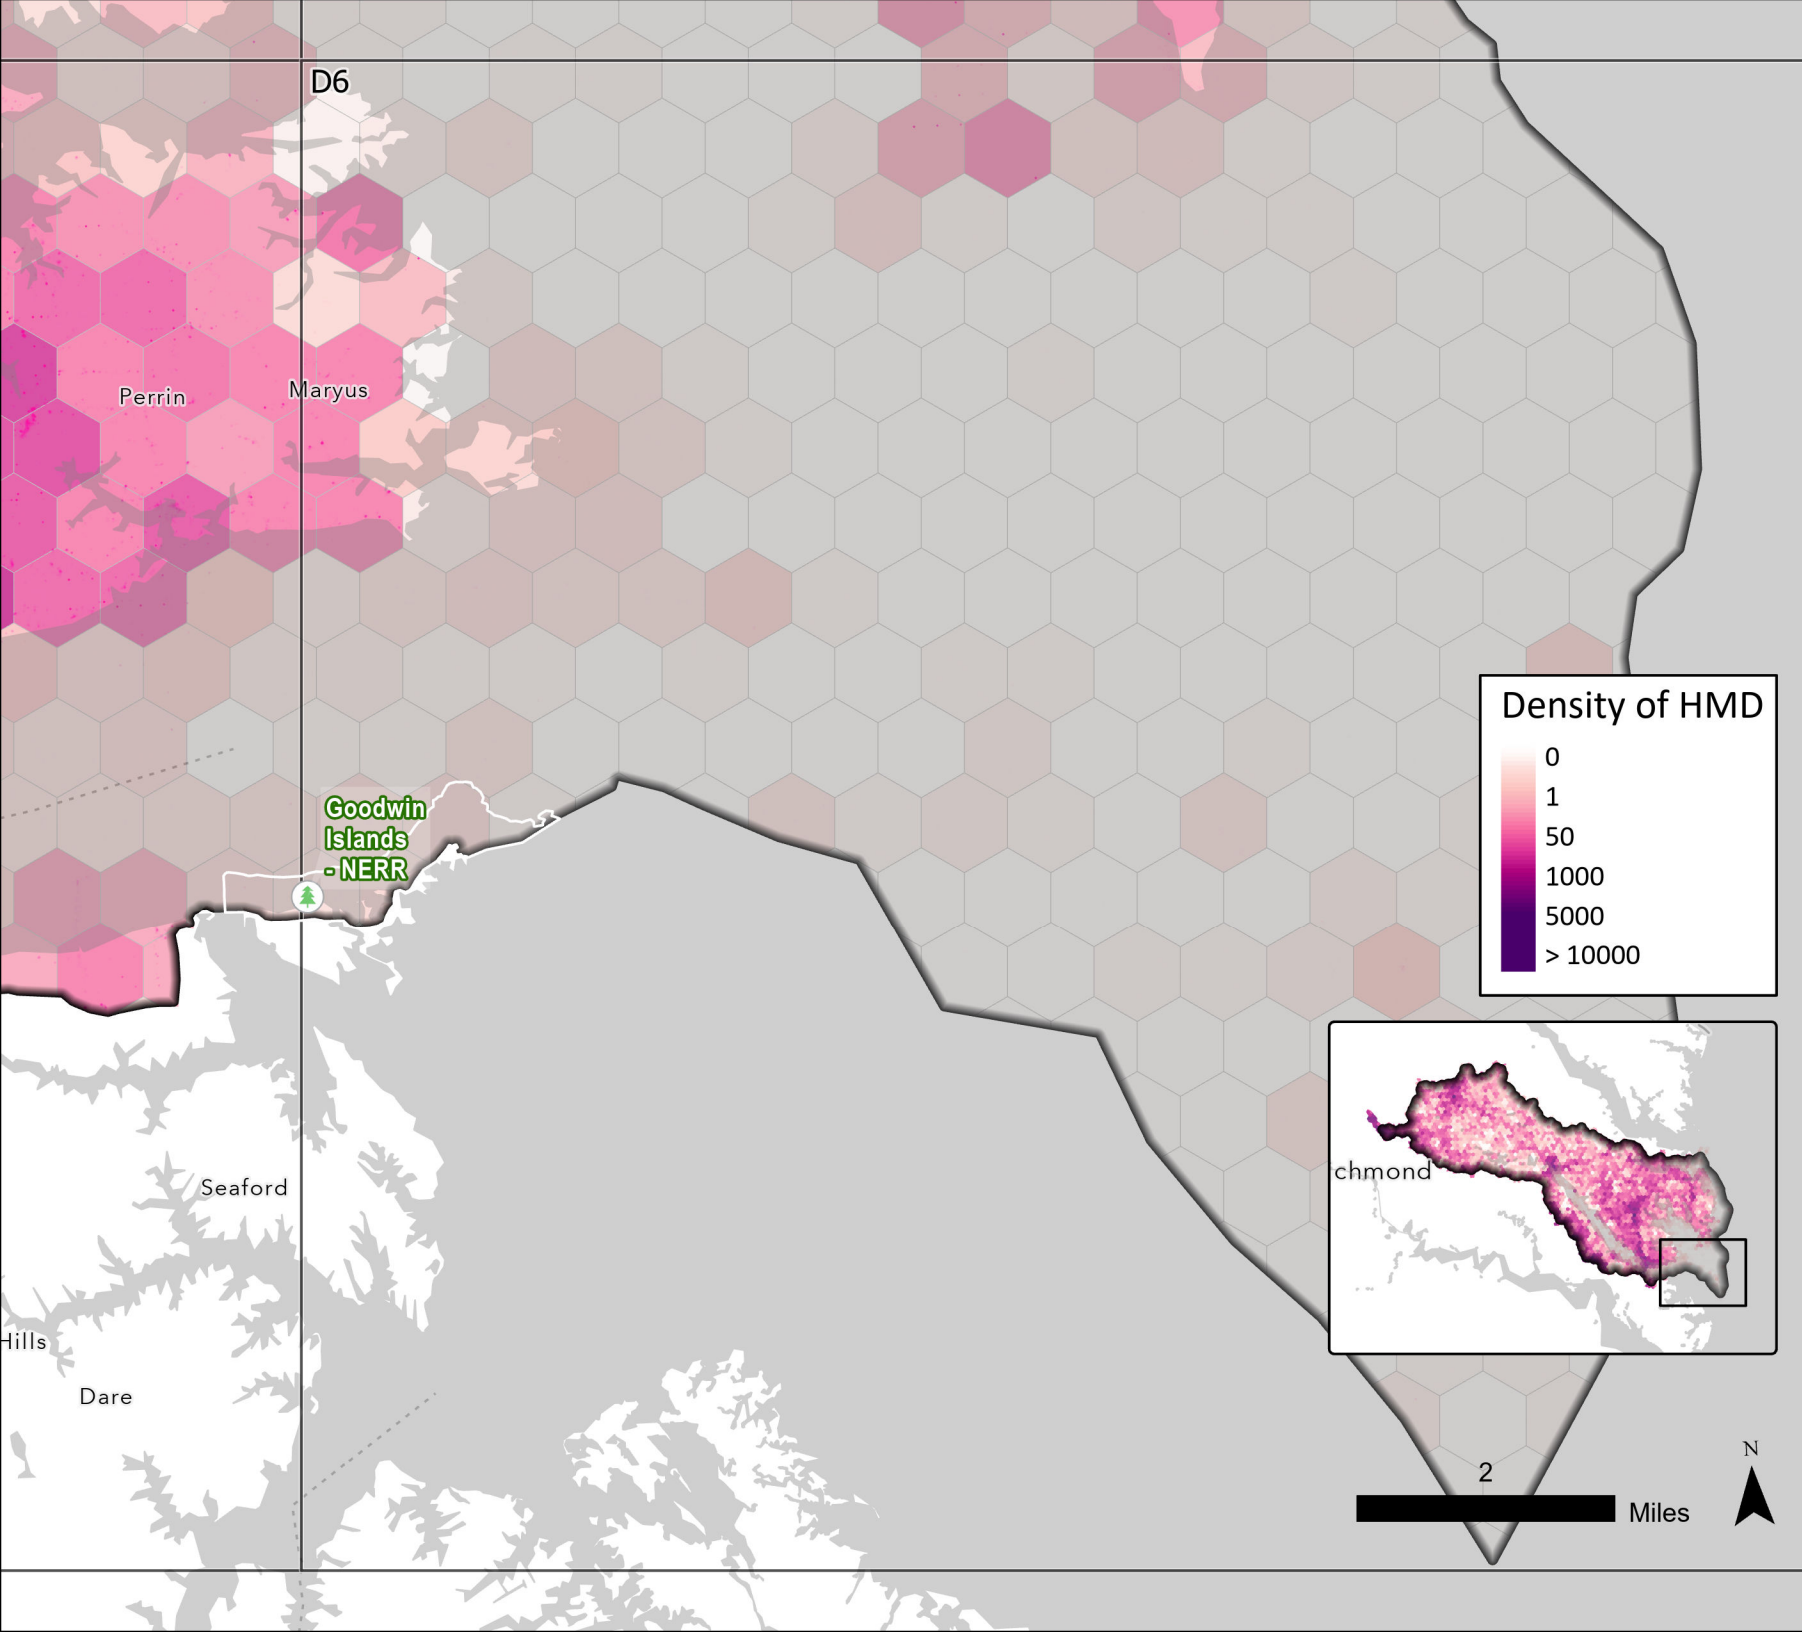 D6
Perrin
Maryus
Density of HMD
0
1
50
1000
5000
> 10000
Goodwin
Islands
- NERR
chmond
Seaford
Hills
Dare
2
Miles
N